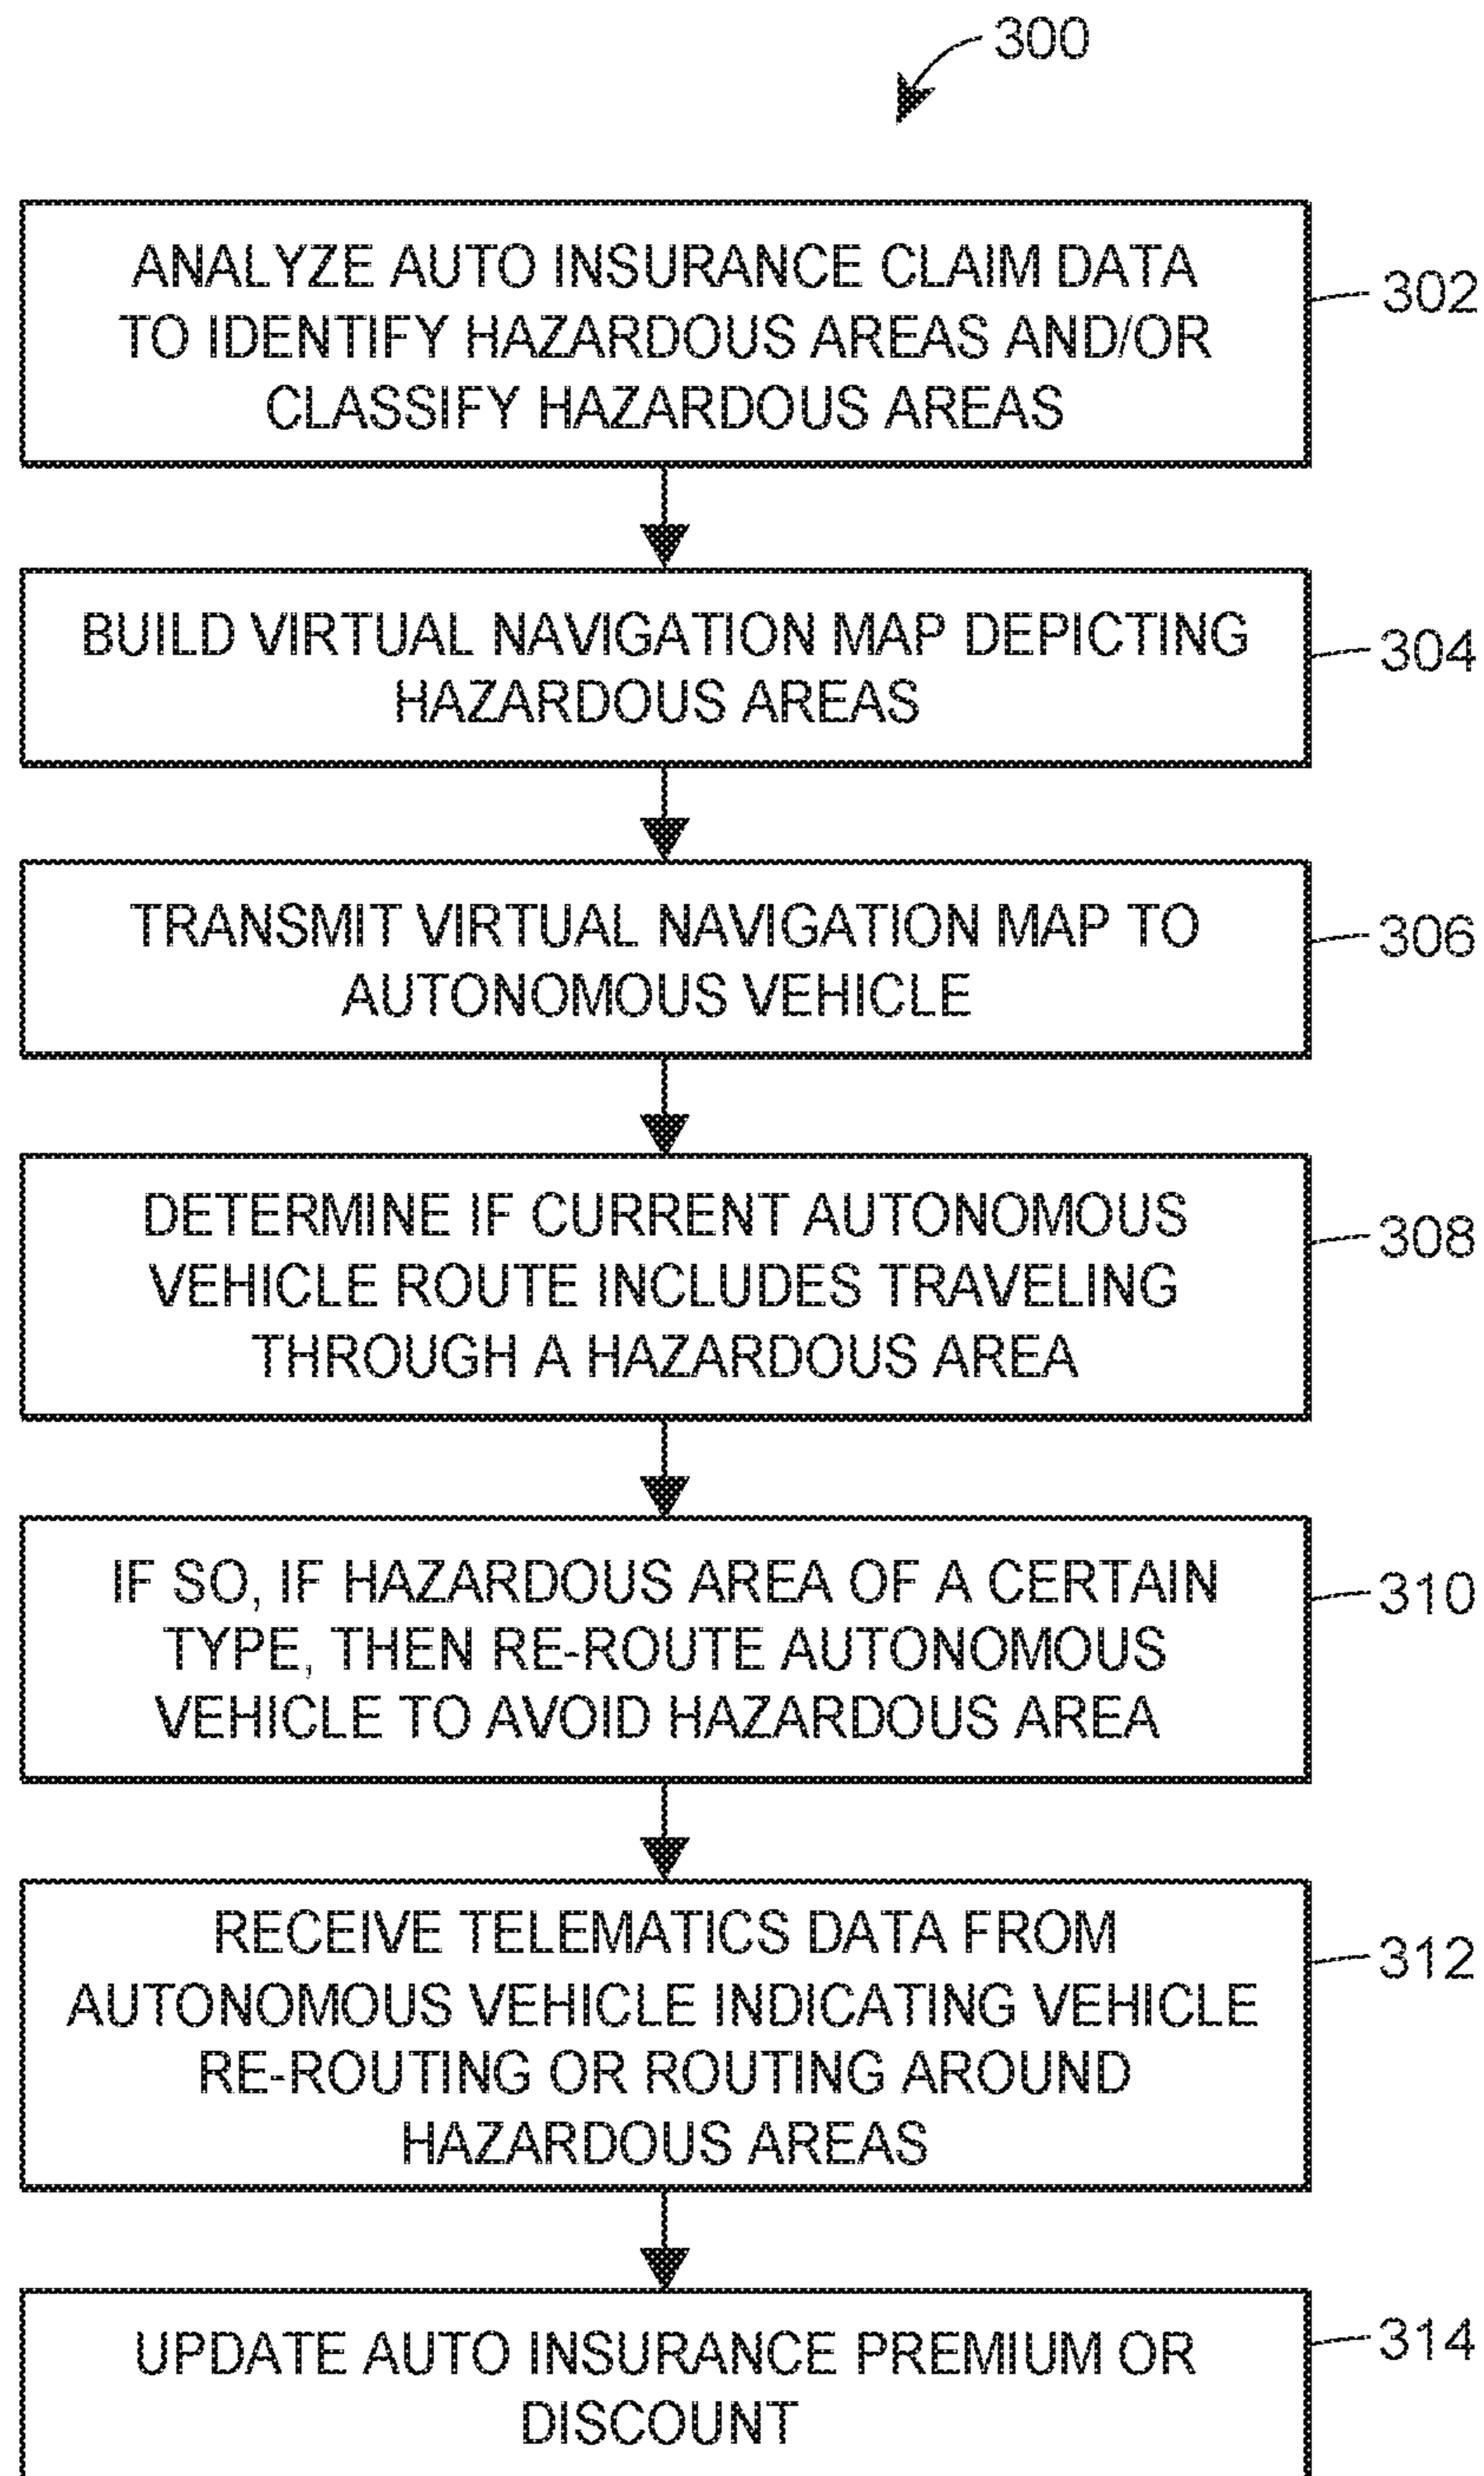 300
ANALYZE AUTO INSURANCE CLAIM DATA
TO IDENTIFY HAZARDOUS AREAS AND/OR
CLASSIFY HAZARDOUS AREAS
302
BUILD VIRTUAL NAVIGATION MAP DEPICTING
HAZARDOUS AREAS
304
TRANSMIT VIRTUAL NAVIGATION MAP TO
AUTONOMOUS VEHICLE
306
DETERMINE IF CURRENT AUTONOMOUS
VEHICLE ROUTE INCLUDES TRAVELING
THROUGH A HAZARDOUS AREA
308
IF SO, IF HAZARDOUS AREA OF A CERTAIN
TYPE, THEN RE-ROUTE AUTONOMOUS
VEHICLE TO AVOID HAZARDOUS AREA
310
RECEIVE TELEMATICS DATA FROM
AUTONOMOUS VEHICLE INDICATING VEHICLE
RE-ROUTING OR ROUTING AROUND
HAZARDOUS AREAS
312
UPDATE AUTO INSURANCE PREMIUM OR
DISCOUNT
314